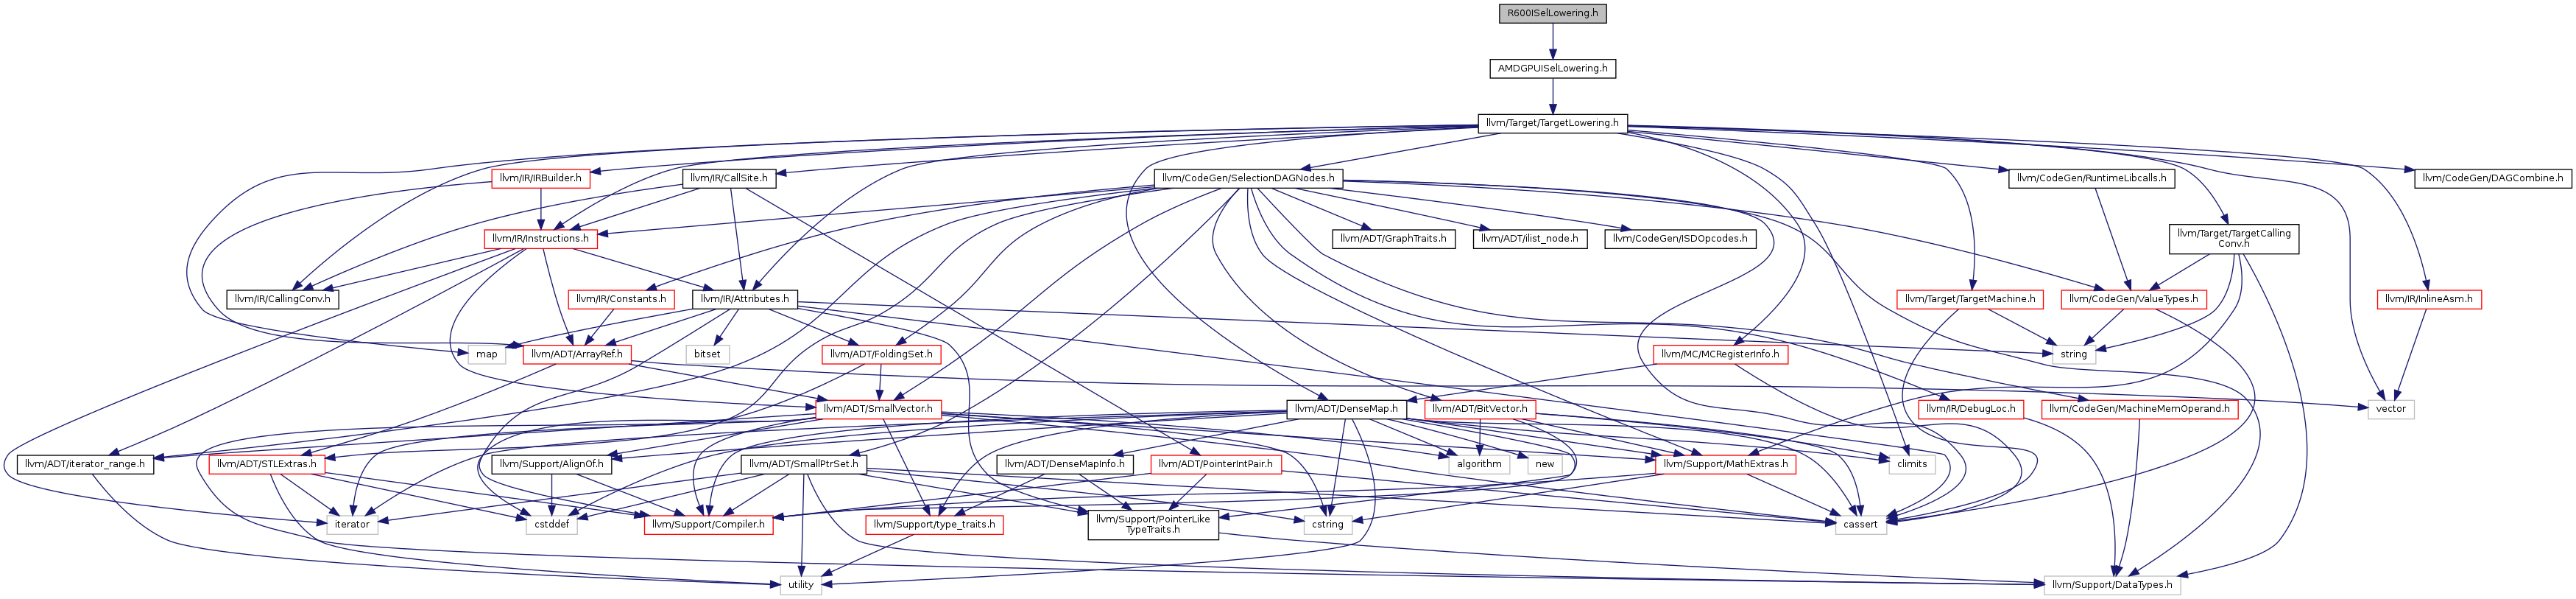 R600ISelLowering.h
AMDGPUISelLowering.h
llvm/Target/TargetLowering.h
llvm/IR/IRBuilder.h
llvm/IR/CallSite.h
llvm/CodeGen/SelectionDAGNodes.h
llvm/CodeGen/RuntimeLibcalls.h
llvm/CodeGen/DAGCombine.h
llvm/IR/Instructions.h
llvm/ADT/GraphTraits.h
llvm/ADT/ilist_node.h
llvm/CodeGen/ISDOpcodes.h
llvm/Target/TargetCalling
Conv.h
llvm/IR/CallingConv.h
llvm/IR/Constants.h
llvm/IR/Attributes.h
llvm/Target/TargetMachine.h
llvm/CodeGen/ValueTypes.h
llvm/IR/InlineAsm.h
map
llvm/ADT/ArrayRef.h
bitset
llvm/ADT/FoldingSet.h
llvm/MC/MCRegisterInfo.h
string
llvm/ADT/SmallVector.h
llvm/ADT/DenseMap.h
llvm/ADT/BitVector.h
llvm/IR/DebugLoc.h
llvm/CodeGen/MachineMemOperand.h
vector
llvm/ADT/iterator_range.h
llvm/ADT/STLExtras.h
llvm/Support/AlignOf.h
llvm/ADT/SmallPtrSet.h
llvm/ADT/DenseMapInfo.h
llvm/ADT/PointerIntPair.h
algorithm
new
llvm/Support/MathExtras.h
climits
iterator
cstddef
llvm/Support/Compiler.h
llvm/Support/type_traits.h
llvm/Support/PointerLike
TypeTraits.h
cstring
cassert
utility
llvm/Support/DataTypes.h